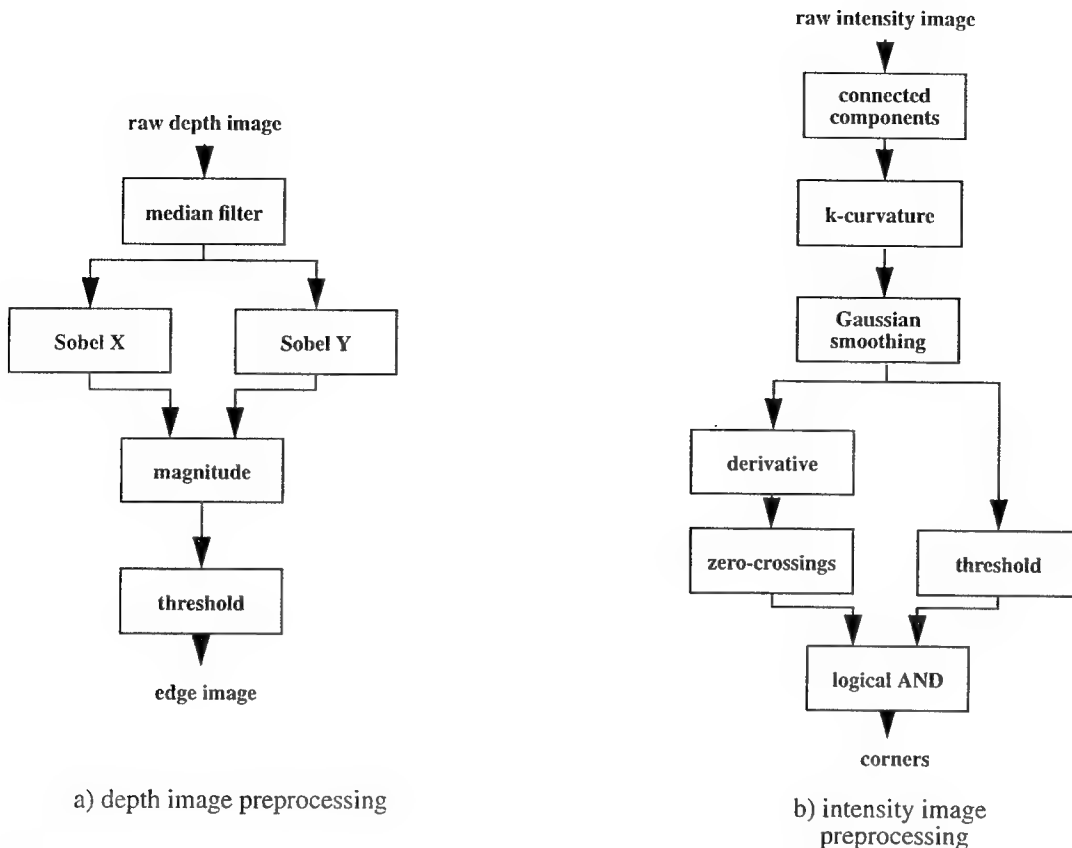 raw depth image
median filter
Sobel X
Sobel Y
magnitude
threshold
edge image
a) depth image preprocessing
raw intensity image
connected
components
k-curvature
Gaussian
smoothing
derivative
zero-crossings
threshold
logical AND
corners
b) intensity image
preprocessing